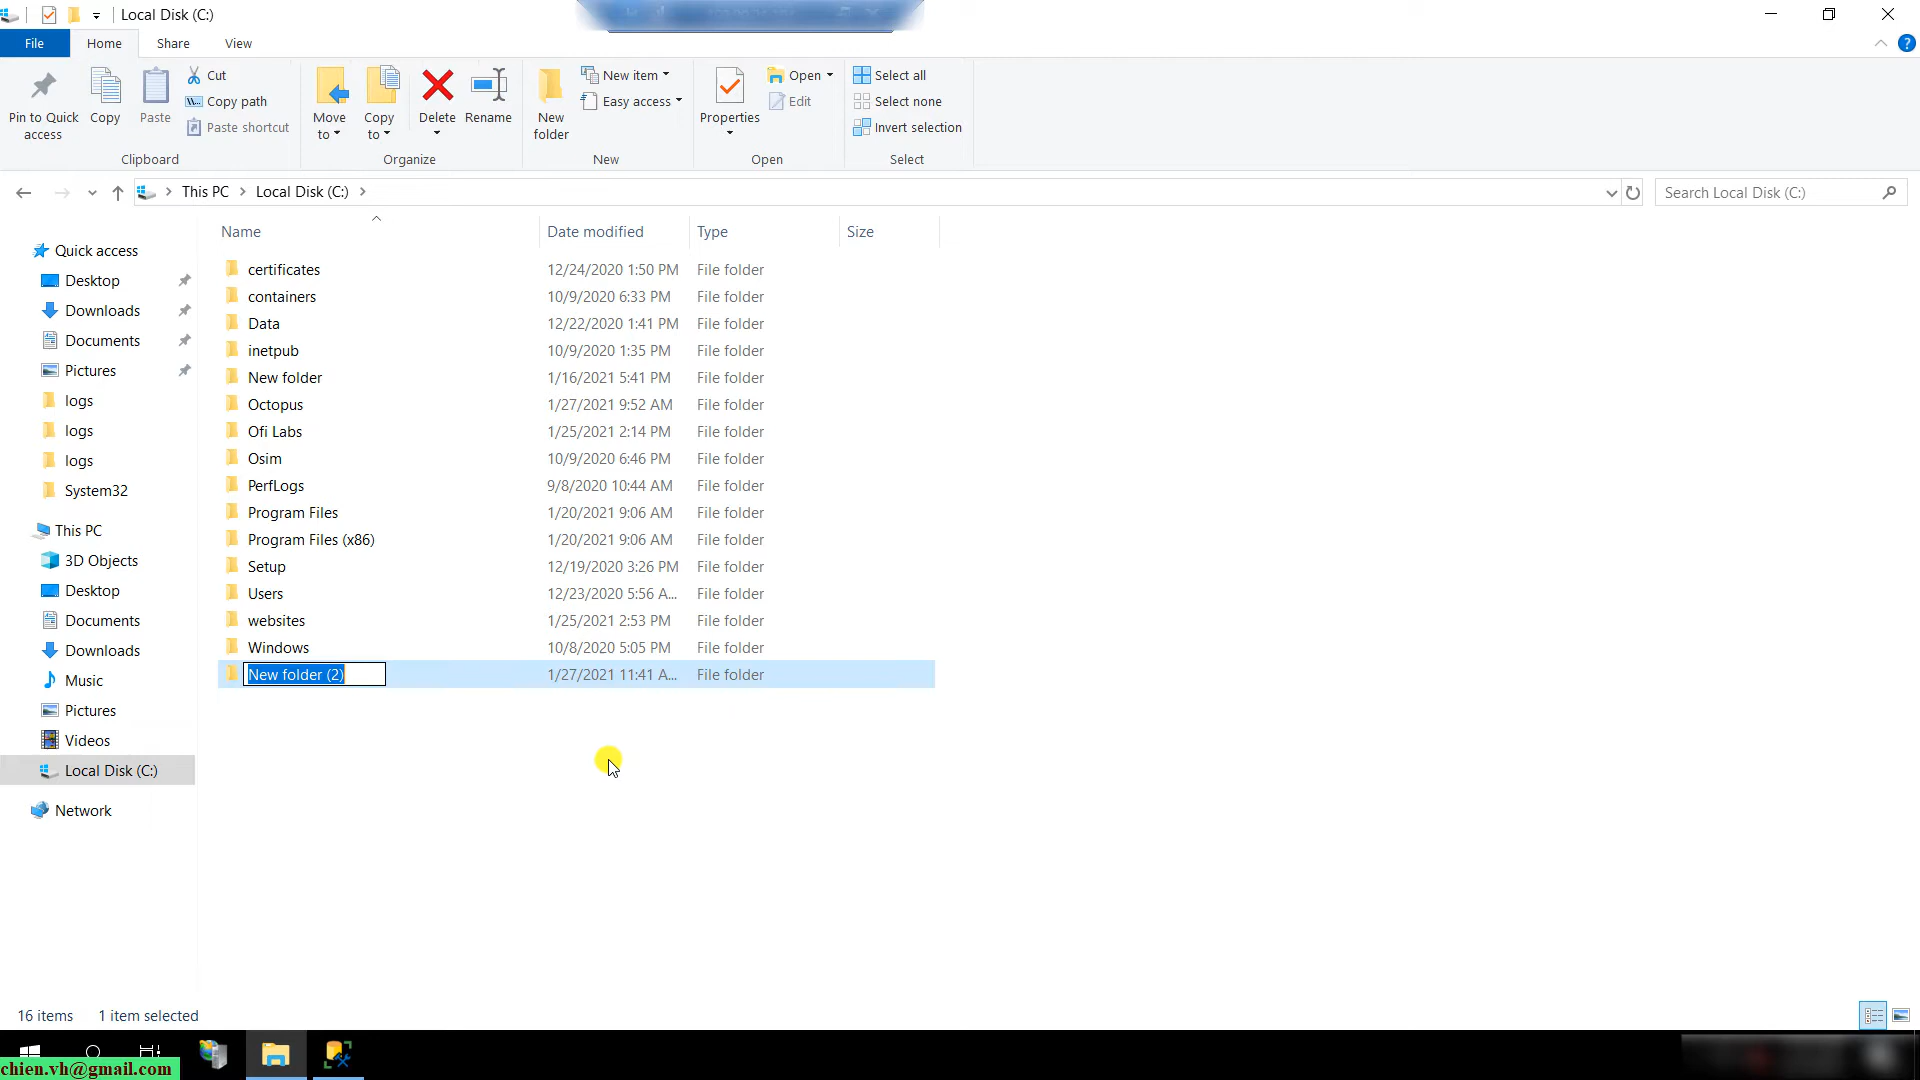 Local Disk (C:)
File Home Share View
Pin to Quick access
Copy
Paste
Cut
Copy path
Paste shortcut
Clipboard
Move to
Copy to
Delete
Rename
Organize
New folder
New item
Easy access
New
Properties
Open
Edit
Open
Select all
Select none
Invert selection
Select
This PC Local Disk (C:)
Search Local Disk (C:)
Quick access
Desktop
Downloads
Documents
Pictures
logs
logs
logs
System32
This PC
3D Objects
Desktop
Documents
Downloads
Music
Pictures
Videos
Local Disk (C:)
Network
Name Date modified Type Size
certificates 12/24/2020 1:50 PM File folder
containers 10/9/2020 6:33 PM File folder
Data 12/22/2020 1:41 PM File folder
inetpub 10/9/2020 1:35 PM File folder
New folder 1/16/2021 5:41 PM File folder
Octopus 1/27/2021 9:52 AM File folder
Ofi Labs 1/25/2021 2:14 PM File folder
Osim 10/9/2020 6:46 PM File folder
PerfLogs 9/8/2020 10:44 AM File folder
Program Files 1/20/2021 9:06 AM File folder
Program Files (x86) 1/20/2021 9:06 AM File folder
Setup 12/19/2020 3:26 PM File folder
Users 12/23/2020 5:56 A... File folder
websites 1/25/2021 2:53 PM File folder
Windows 10/8/2020 5:05 PM File folder
New folder (2) 1/27/2021 11:41 A... File folder
16 items 1 item selected
chien.vh@gmail.com